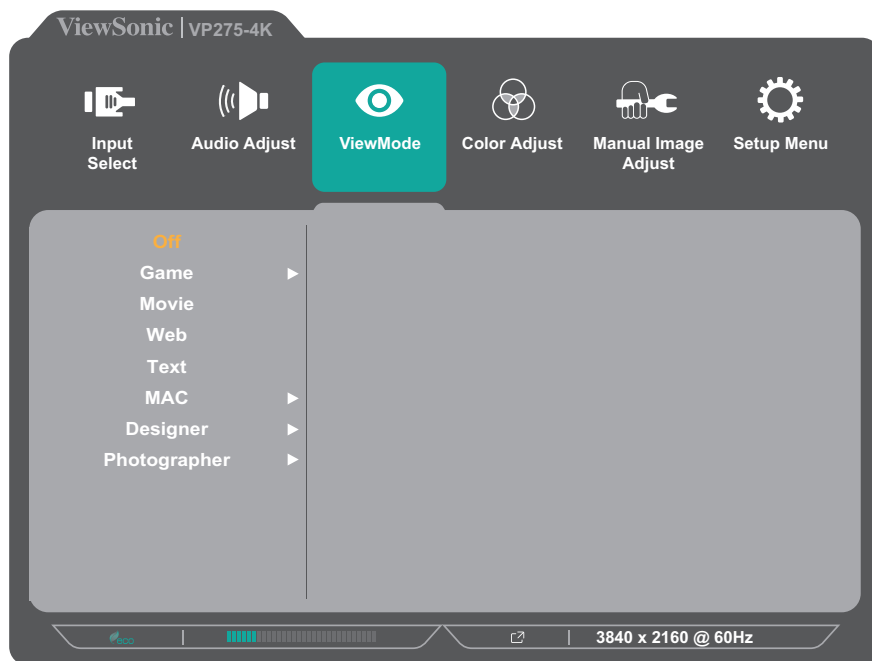 ViewSonic | VP275-4K
Input Select
Audio Adjust
ViewMode
Color Adjust
Manual Image Adjust
Setup Menu
Off
Game
Movie
Web
Text
MAC
Designer
Photographer
eco
3840 x 2160 @ 60Hz